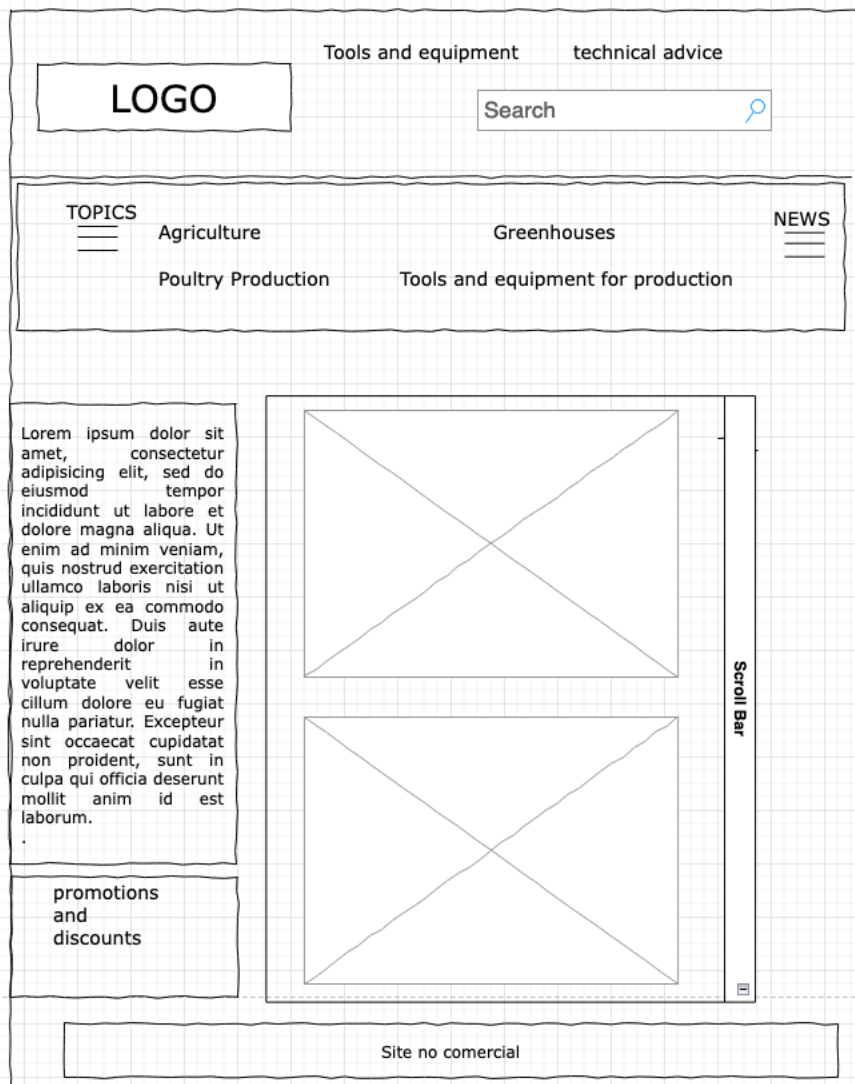 Tools and equipment
technical advice
LOGO
Search
TOPICS
NEWS
Agriculture
Greenhouses
Poultry Production
Tools and equipment for production
Lorem ipsum dolor sit
amet, consectetur
adipisicing elit, sed do
eiusmod tempor
incididunt ut labore et
dolore magna aliqua. Ut
enim ad minim veniam,
quis nostrud exercitation
ullamco laboris nisi ut
aliquip ex ea commodo
consequat. Duis aute
irure dolor in
reprehenderit in
voluptate velit esse
cillum dolore eu fugiat
nulla pariatur. Excepteur
sint occaecat cupidatat
non proident, sunt in
culpa qui officia deserunt
mollit anim id est
laborum.
.
Scroll Bar
promotions
and
discounts
Site no comercial